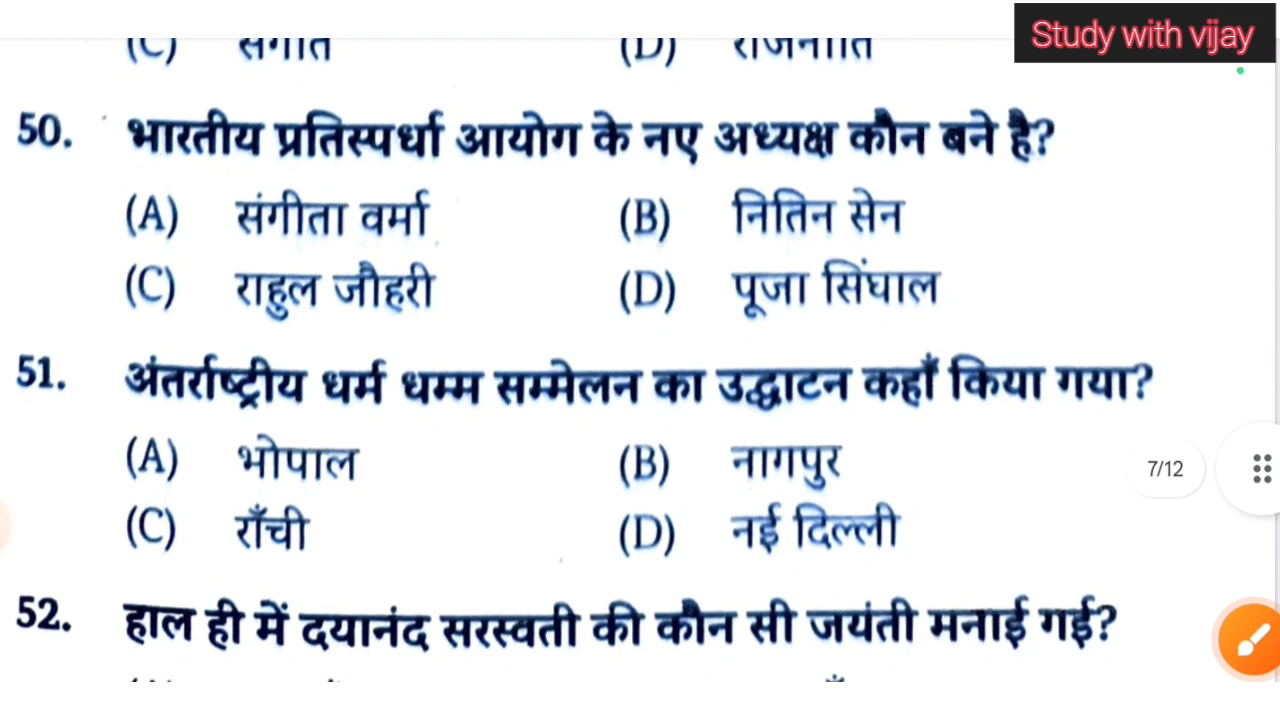 Study with vijay
(C) संगीत (D) राजनीति
50. भारतीय प्रतिस्पर्धा आयोग के नए अध्यक्ष कौन बने है?
(A) संगीता वर्मा (B) नितिन सेन
(C) राहुल जौहरी (D) पूजा सिंघाल
51. अंतर्राष्ट्रीय धर्म धम्म सम्मेलन का उद्घाटन कहाँ किया गया?
(A) भोपाल (B) नागपुर
7/12
(C) राँची (D) नई दिल्ली
52. हाल ही में दयानंद सरस्वती की कौन सी जयंती मनाई गई?